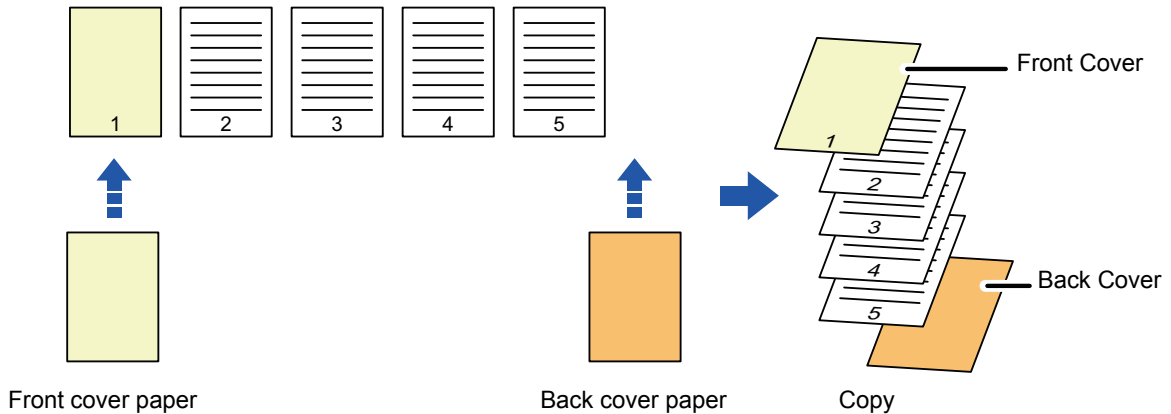 1 2 3 4 5
Front Cover
1
2
3
4
5
Back Cover
Front cover paper
Back cover paper
Copy